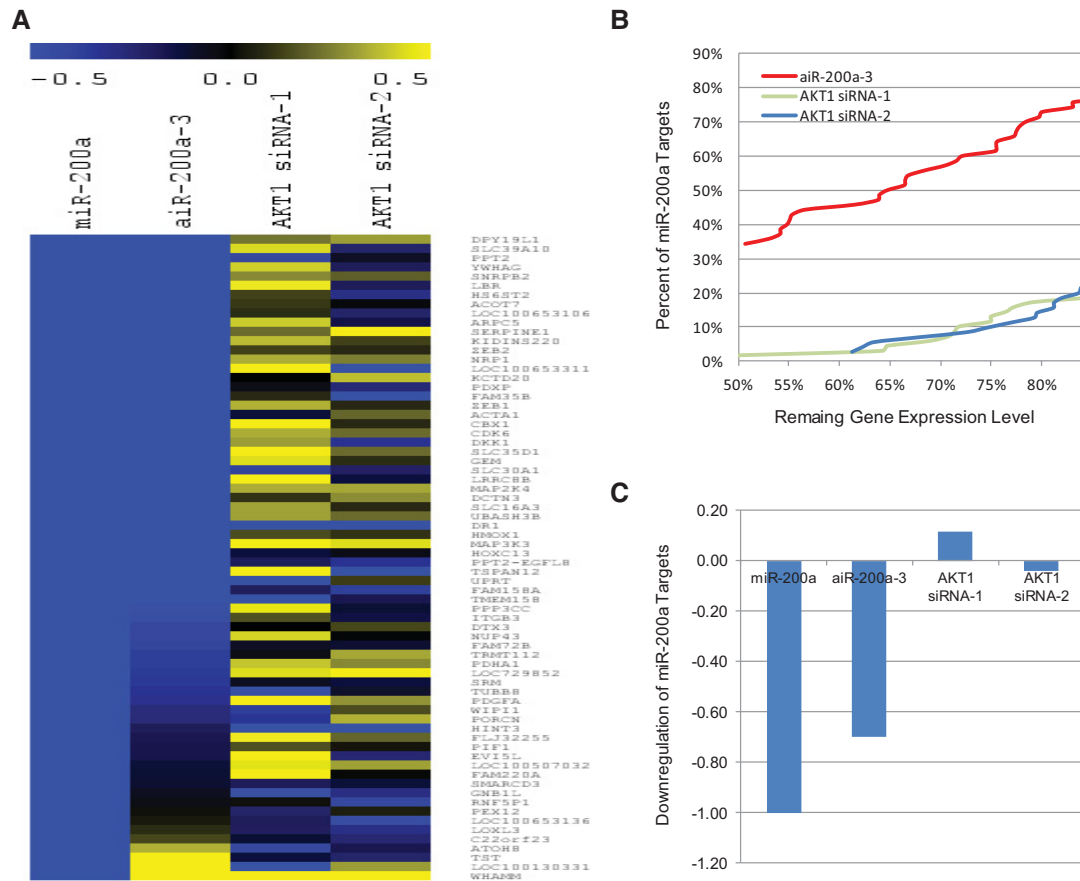 A
-0.5 0.0 0.5
miR-200a
aiR-200a-3
AKT1 siRNA-1
AKT1 siRNA-2
DPY19L1
SLC39A10
PPT2
YWHAG
SNRPB2
LBR
HS6ST2
ACOT7
LOC100653106
ARPC5
SERPINE1
KIDINS220
ZEB2
NRP1
LOC100653311
KCTD20
PDXP
FAM35B
ZEB1
ACTA1
CBX1
CDK6
DKK1
SLC35D1
GEM
SLC30A1
LRRC8B
MAP2K4
DCTN3
SLC16A3
UBASH3B
DR1
HMOX1
MAP3K3
HOXC13
PPT2-EGFL8
TSPAN12
UPRT
FAM158A
TMEM158
PPP3CC
ITGB3
DTX3
NUP43
FAM72B
TRMT112
PDHA1
LOC729852
SRM
TUBB8
PDGFA
WIPI1
PORCN
HINT3
FLJ32255
PIF1
EVI5L
LOC100507032
FAM220A
SMARCD3
GNB1L
RNF5P1
PEX12
LOC100653136
LOXL3
C22orf23
ATOH8
TST
LOC100130331
WHAMM
B
Percent of miR-200a Targets
90%
80%
70%
60%
50%
40%
30%
20%
10%
0%
aiR-200a-3
AKT1 siRNA-1
AKT1 siRNA-2
50% 55% 60% 65% 70% 75% 80%
Remaing Gene Expression Level
C
Downregulation of miR-200a Targets
0.20
0.00
-0.20
-0.40
-0.60
-0.80
-1.00
-1.20
miR-200a aiR-200a-3 AKT1 AKT1
siRNA-1 siRNA-2